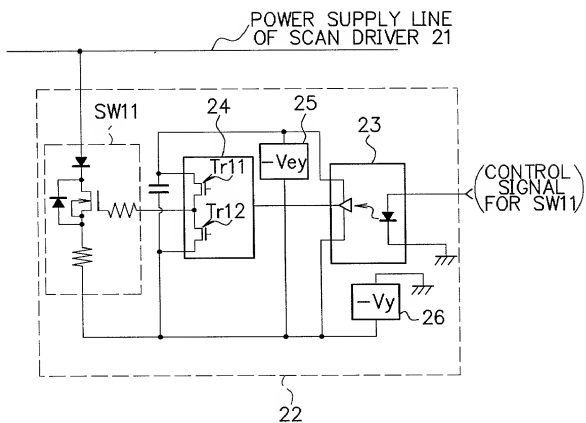 POWER SUPPLY LINE
OF SCAN DRIVER 21
SW11
24
25
23
Tr11
-Vey
Tr12
CONTROL
SIGNAL
FOR SW11
-Vy
26
22